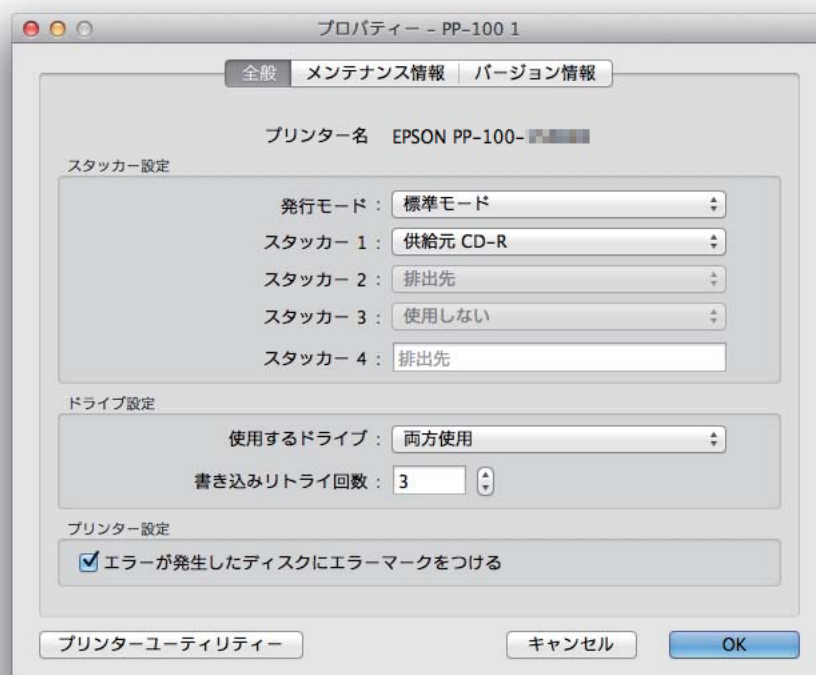 プロパティー – PP-100 1
全般 メンテナンス情報 バージョン情報
プリンター名 EPSON PP-100-
スタッカー設定
発行モード : 標準モード
スタッカー 1 : 供給元 CD-R
スタッカー 2 : 排出先
スタッカー 3 : 使用しない
スタッカー 4 : 排出先
ドライブ設定
使用するドライブ : 両方使用
書き込みリトライ回数 : 3
プリンター設定
エラーが発生したディスクにエラーマークをつける
プリンターユーティリティー キャンセル OK